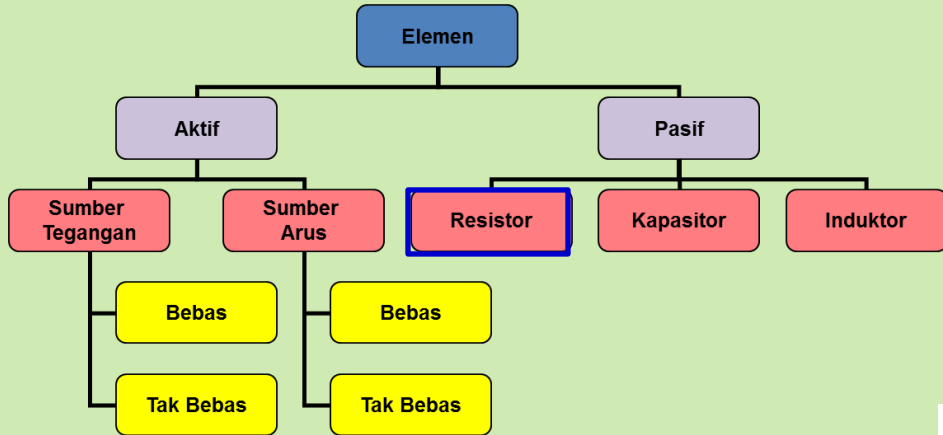 Elemen
Aktif
Pasif
Sumber
Tegangan
Sumber
Arus
Resistor
Kapasitor
Induktor
Bebas
Bebas
Tak Bebas
Tak Bebas